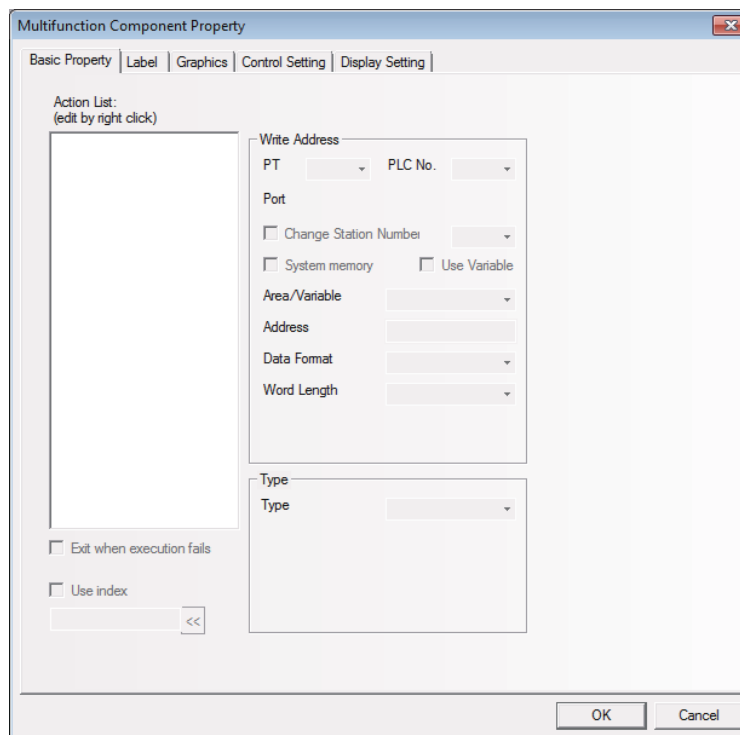 Multifunction Component Property
Basic Property Label Graphics Control Setting Display Setting
Action List:
(edit by right click)
Write Address
PT PLC No.
Port
Change Station Number
System memory Use Variable
Area/Variable
Address
Data Format
Word Length
Type
Type
Exit when execution fails
Use index
<<
OK Cancel